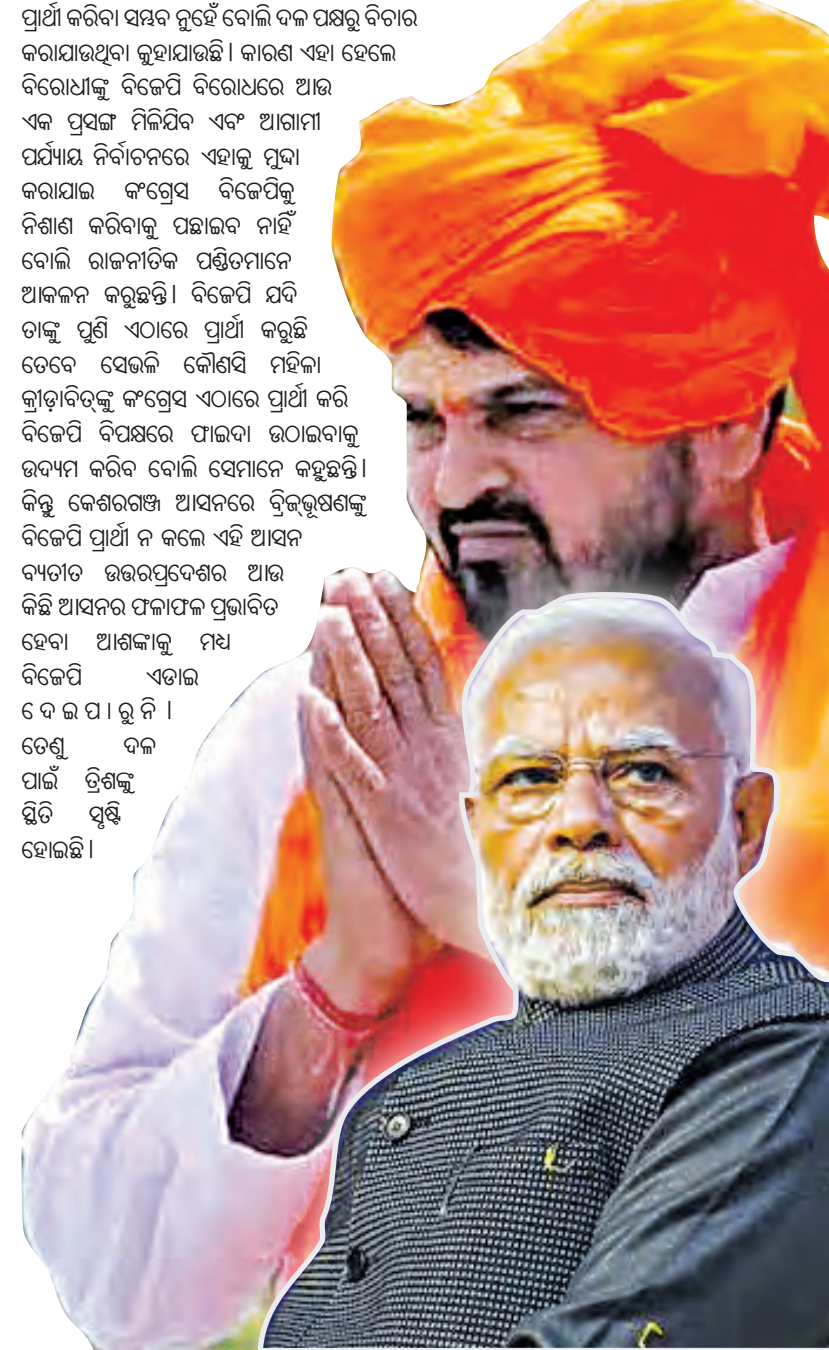 ପ୍ରାର୍ଥୀ କରିବା ସମ୍ଭବ ନୁହେଁ ବୋଲି ଦଳ ପକ୍ଷରୁ ବିଚାର
କରାଯାଉଥିବା କୁହାଯାଉଛି। କାରଣ ଏହା ହେଲେ
ବିରୋଧୀଙ୍କୁ ବିଜେପି ବିରୋଧରେ ଆଉ
ଏକ ପ୍ରସଙ୍ଗ ମିଳିଯିବ ଏବଂ ଆଗାମୀ
ପର୍ଯ୍ୟାୟ ନିର୍ବାଚନରେ ଏହାକୁ ମୁଦ୍ଦା
କରାଯାଇ କଂଗ୍ରେସ ବିଜେପିକୁ
ନିଶାଣ କରିବାକୁ ପଛାଇବ ନାହିଁ
ବୋଲି ରାଜନୀତିକ ପଣ୍ଡିତମାନେ
ଆକଳନ କରୁଛନ୍ତି। ବିଜେପି ଯଦି
ତାଙ୍କୁ ପୁଣି ଏଠାରେ ପ୍ରାର୍ଥୀ କରୁଛି
ତେବେ ସେଭଳି କୌଣସି ମହିଳା
କ୍ରୀଡ଼ାବିତ୍‌ଙ୍କୁ କଂଗ୍ରେସ ଏଠାରେ ପ୍ରାର୍ଥୀ କରି
ବିଜେପି ବିପକ୍ଷରେ ଫାଇଦା ଉଠାଇବାକୁ
ଉଦ୍ୟମ କରିବ ବୋଲି ସେମାନେ କହୁଛନ୍ତି।
କିନ୍ତୁ କେଶରଗଞ୍ଜ ଆସନରେ ବ୍ରିଜ୍‌ଭୂଷଣଙ୍କୁ
ବିଜେପି ପ୍ରାର୍ଥୀ ନ କଲେ ଏହି ଆସନ
ବ୍ୟତୀତ ଉତ୍ତରପ୍ରଦେଶର ଆଉ
କିଛି ଆସନର ଫଳାଫଳ ପ୍ରଭାବିତ
ହେବା ଆଶଙ୍କାକୁ ମଧ୍ୟ
ବିଜେପି ଏଡାଇ
ଦେଇପାରୁନି।
ତେଣୁ ଦଳ
ପାଇଁ ତ୍ରିଶଙ୍କୁ
ସ୍ଥିତି ସୃଷ୍ଟି
ହୋଇଛି।